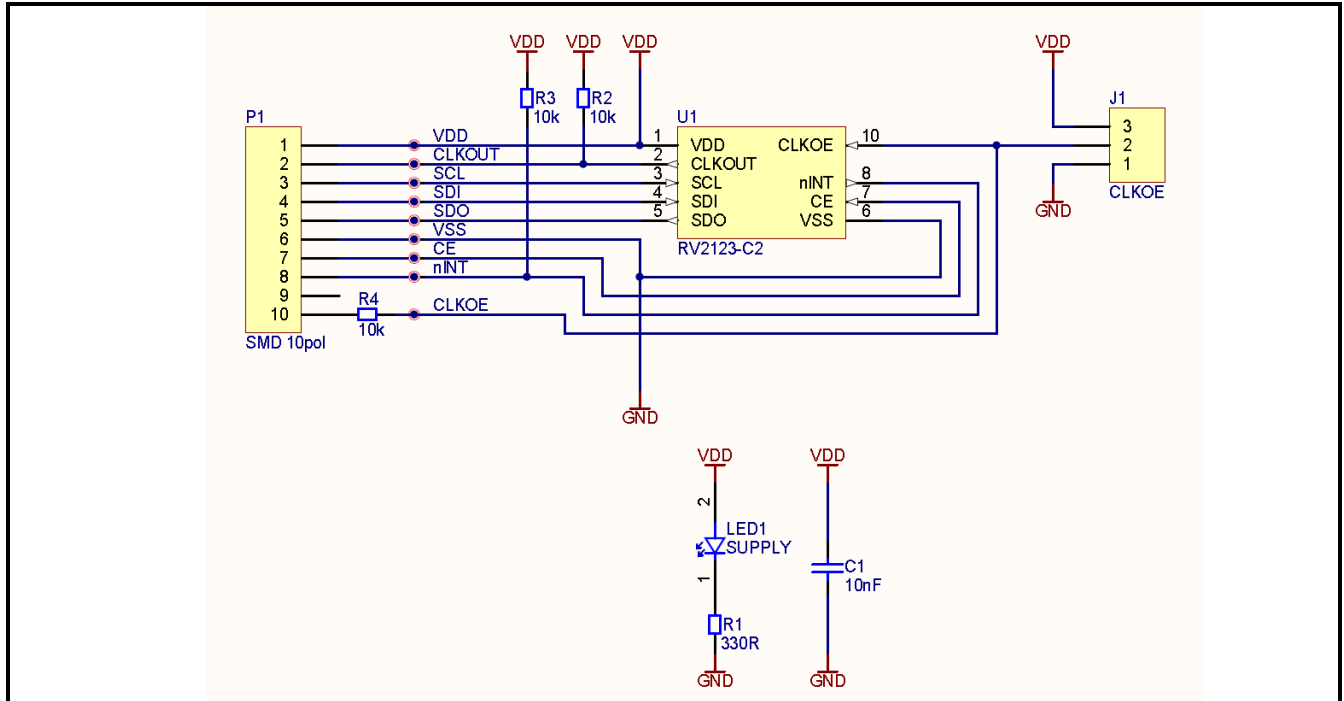 VDD VDD VDD VDD
R3 R2
10k 10k
P1 U1 J1
1 VDD 1 VDD CLKOE 10 3
2 CLKOUT 2 CLKOUT 2
3 SCL 3 SCL nINT 8 1
4 SDI 4 SDI CE 7 CLKOE
5 SDO 5 SDO VSS 6 GND
6 VSS RV2123-C2
7 CE
8 nINT
9
10 R4 CLKOE
10k
SMD 10pol
GND
VDD VDD
2
LED1
SUPPLY
1
C1
10nF
R1
330R
GND GND